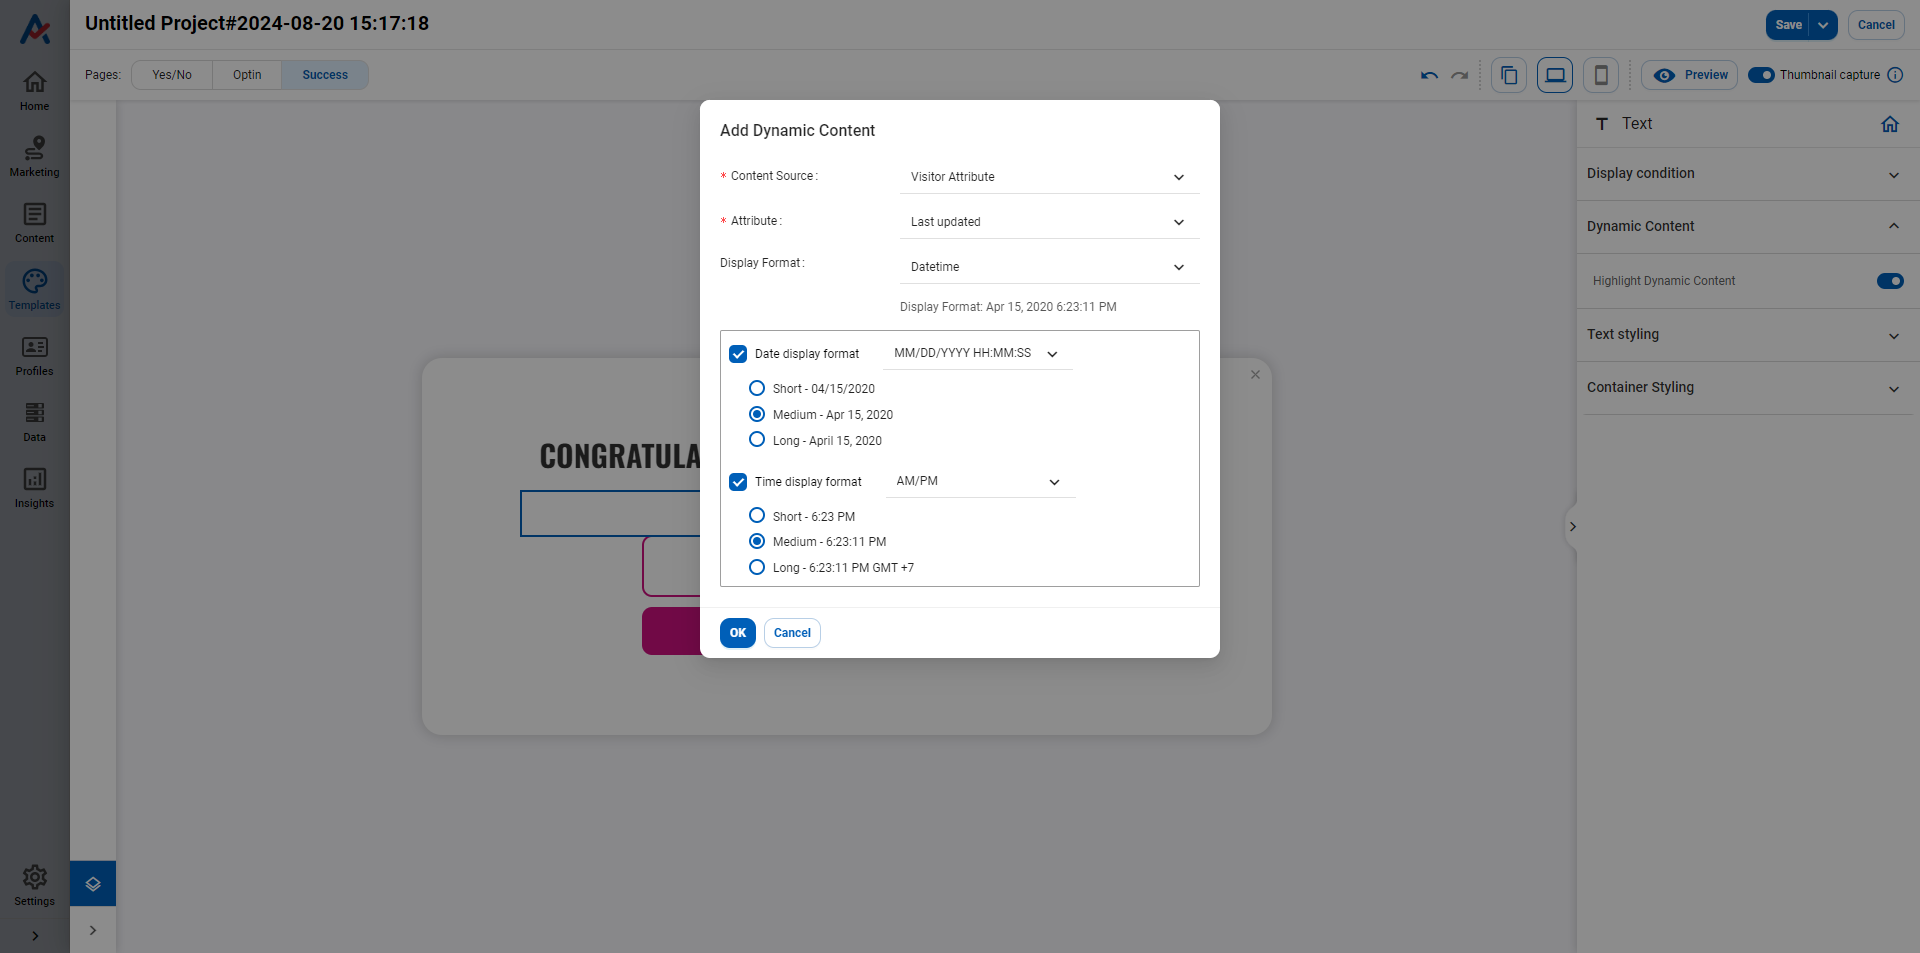 Untitled Project#2024-08-20 15:17:18
Save
Cancel
Pages:
Yes/No
Optin
Success
Preview
Thumbnail capture
Home
Marketing
Content
Templates
Profiles
Data
Insights
Settings
CONGRATULA
Add Dynamic Content
* Content Source :
Visitor Attribute
* Attribute :
Last updated
Display Format :
Datetime
Display Format: Apr 15, 2020 6:23:11 PM
Date display format
MM/DD/YYYY HH:MM:SS
Short - 04/15/2020
Medium - Apr 15, 2020
Long - April 15, 2020
Time display format
AM/PM
Short - 6:23 PM
Medium - 6:23:11 PM
Long - 6:23:11 PM GMT +7
OK
Cancel
Text
Display condition
Dynamic Content
Highlight Dynamic Content
Text styling
Container Styling